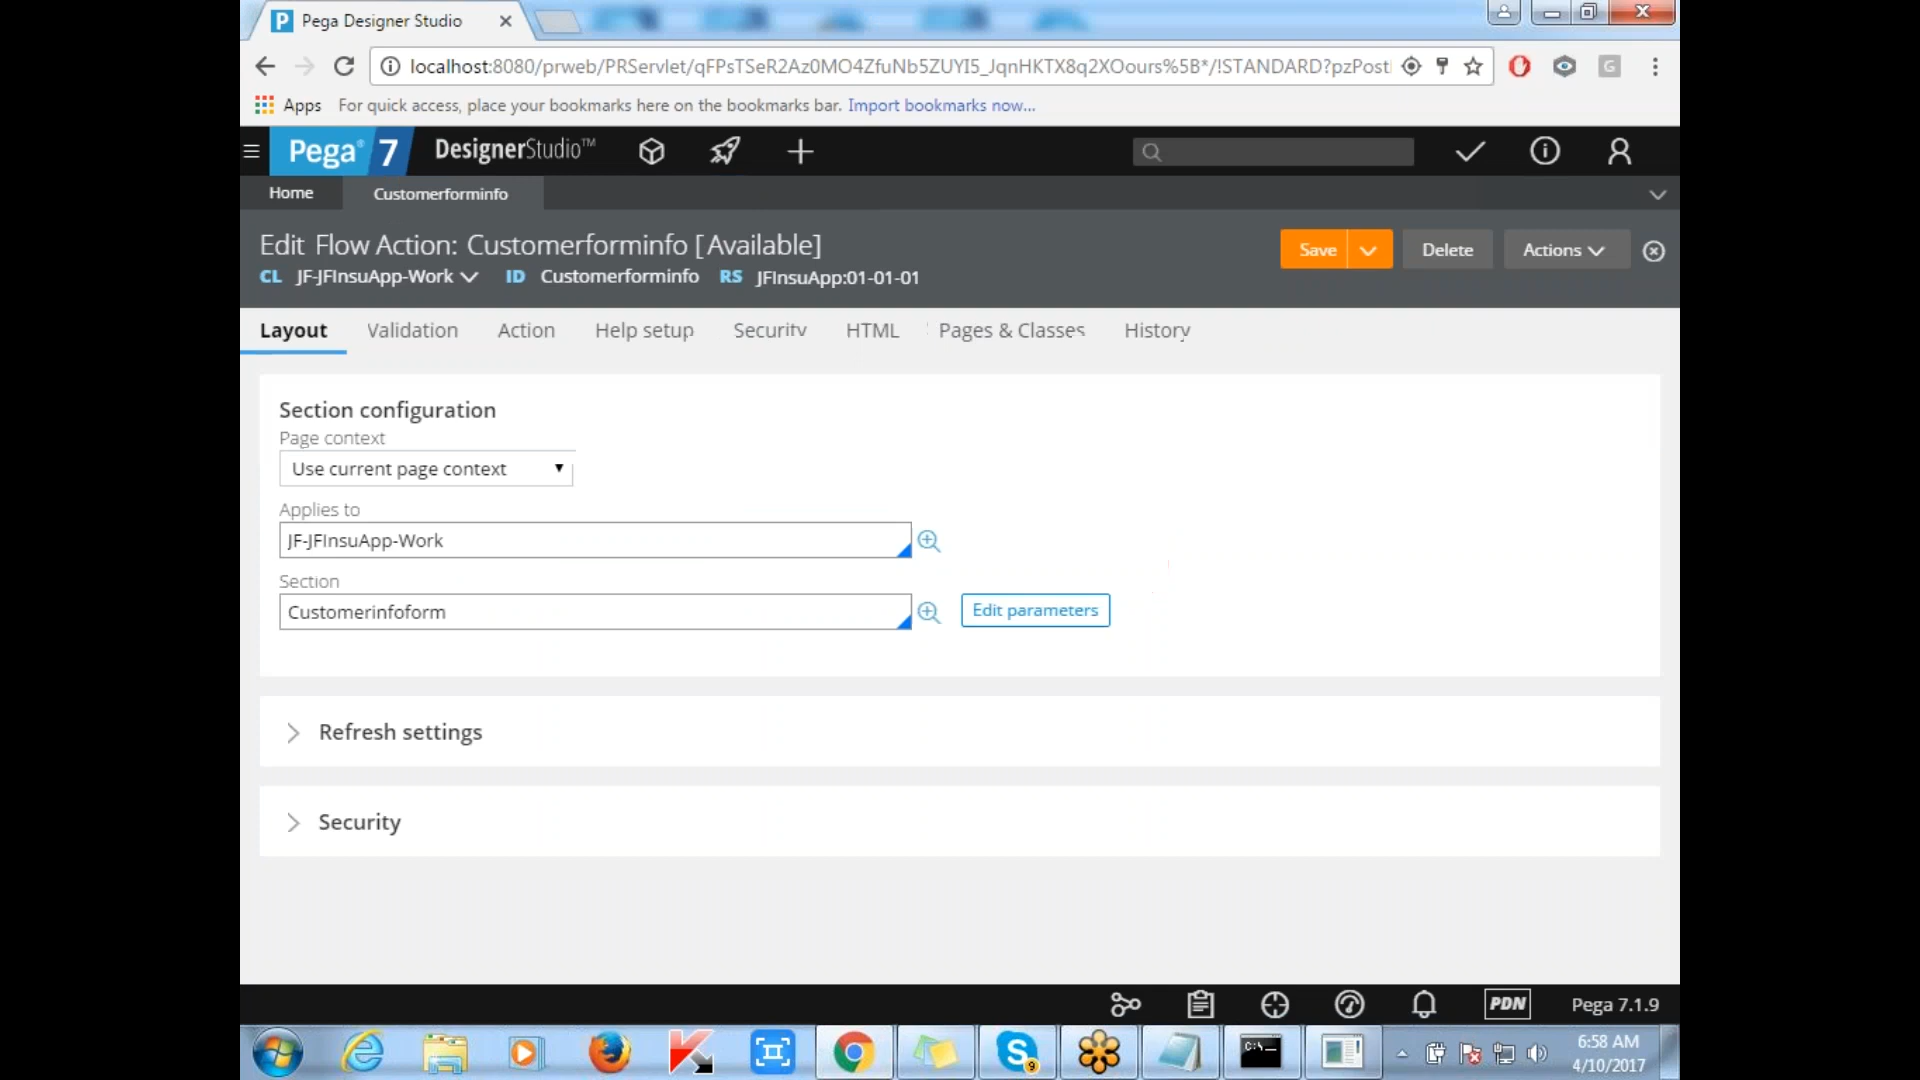 Pega Designer Studio
localhost:8080/prweb/PRServlet/qFPsTSeR2Az0MO4ZfuNb5ZUYI5_JqnHKTX8q2XOours%5B*/!STANDARD?pzPost
G
Apps For quick access, place your bookmarks here on the bookmarks bar. Import bookmarks now...
Pega® 7 DesignerStudio™
Home Customerforminfo
Edit Flow Action: Customerforminfo [Available]
Save Delete Actions
CL JF-JFInsuApp-Work ID Customerforminfo RS JFInsuApp:01-01-01
Layout Validation Action Help setup Security HTML Pages & Classes History
Section configuration
Page context
Use current page context
Applies to
JF-JFInsuApp-Work
Section
Customerinfoform
Edit parameters
Refresh settings
Security
PDN Pega 7.1.9
6:58 AM
4/10/2017